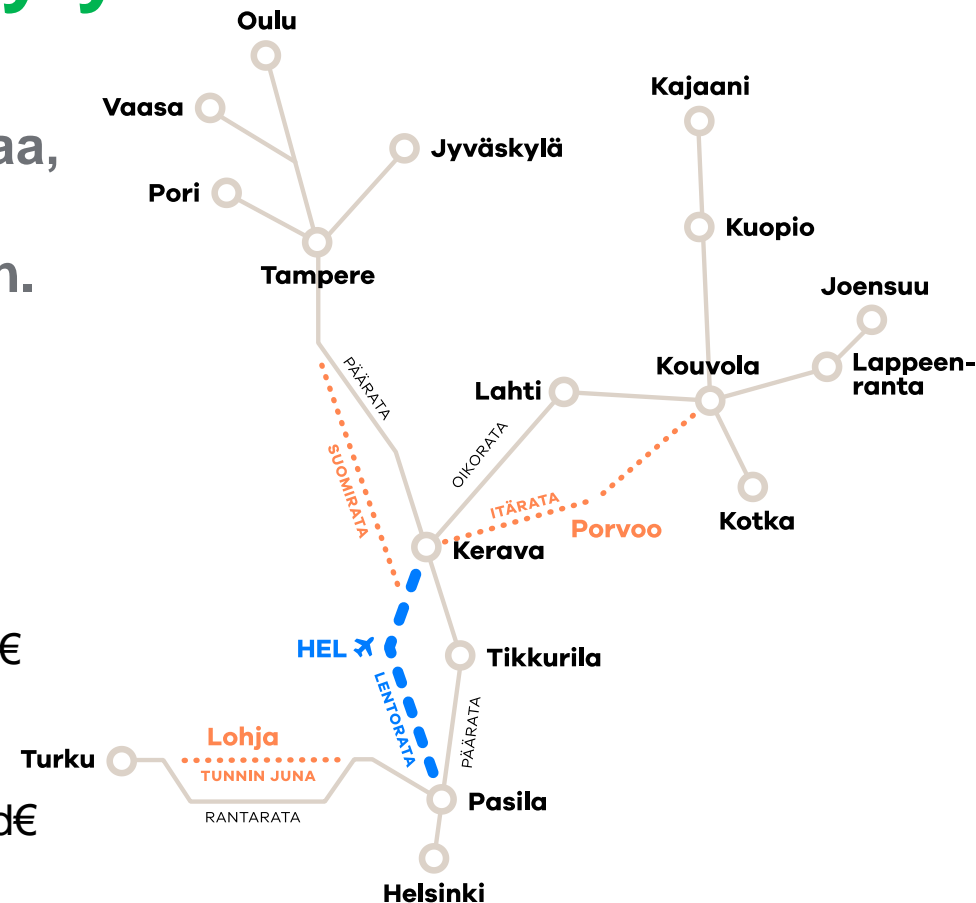 Oulu
Kajaani
Vaasa
aa,
Jyväskylä
Pori
Kuopio
n.
Tampere
Joensuu
PÄÄRATA
Kouvola
Lappeen-
ranta
Lahti
OIKORATA
SUOMIRATA
ITÄRATA
Porvoo
Kotka
Kerava
€
HEL
Tikkurila
LENTORATA
PÄÄRATA
Lohja
Turku
TUNNIN JUNA
Pasila
RANTARATA
d€
Helsinki